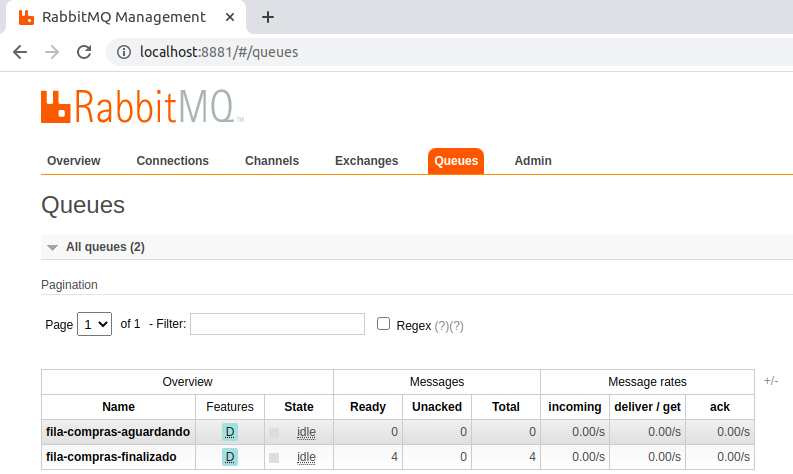 RabbitMQ Management
localhost:8881/#/queues
RabbitMQ TM
Overview Connections Channels Exchanges Queues Admin
Queues
All queues (2)
Pagination
Page 1 of 1 - Filter: Regex (?)(?)
Overview Messages Message rates +/-
Name Features State Ready Unacked Total incoming deliver / get ack
fila-compras-aguardando D idle 0 0 0 0.00/s 0.00/s 0.00/s
fila-compras-finalizado D idle 4 0 4 0.00/s 0.00/s 0.00/s